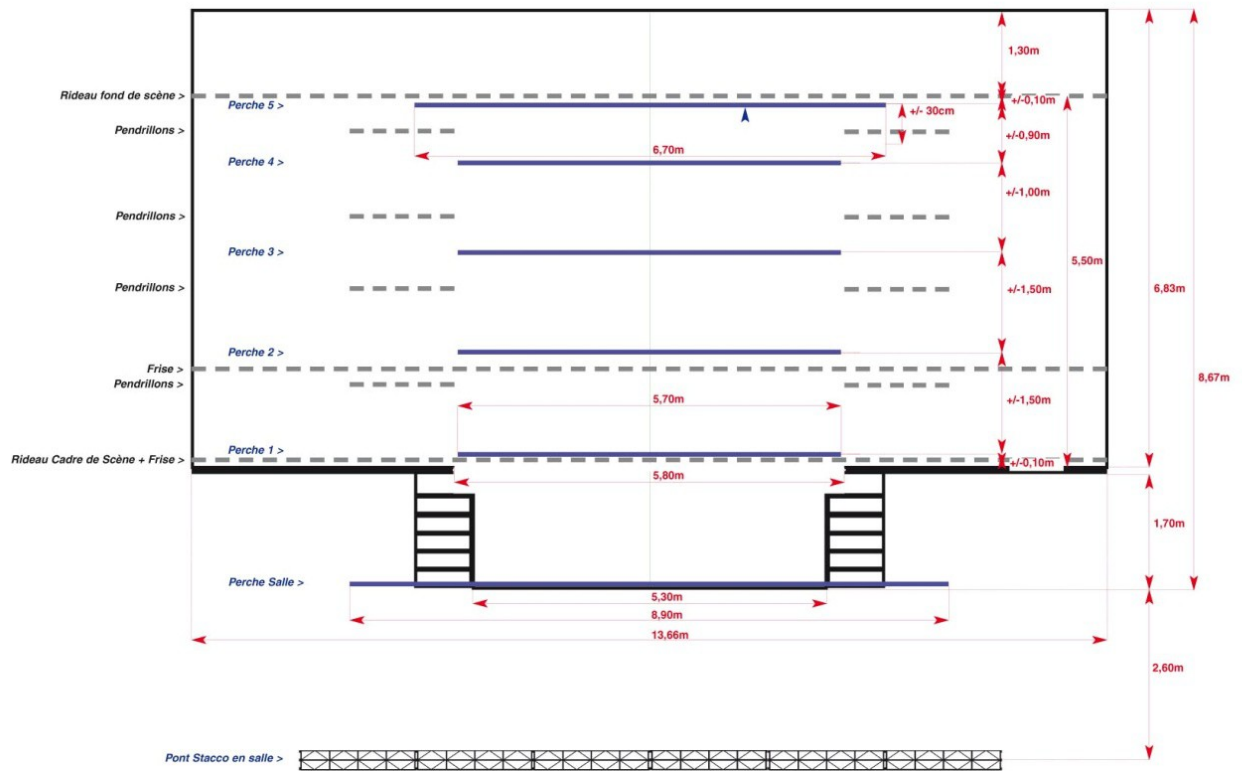 1,30m
Rideau fond de scène >
Perche 5 >
+/-0,10m
+/- 30cm
Pendrillons >
+/-0,90m
6,70m
Perche 4 >
+/-1,00m
Pendrillons >
Perche 3 >
5,50m
Pendrillons >
+/-1,50m
6,83m
Perche 2 >
Frise >
8,67m
Pendrillons >
+/-1,50m
5,70m
Perche 1 >
Rideau Cadre de Scène + Frise >
+/-0,10m
5,80m
1,70m
Perche Salle >
5,30m
8,90m
13,66m
2,60m
Pont Stacco en salle >